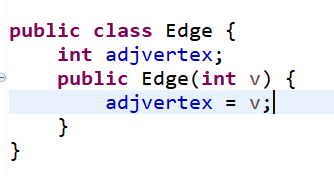 public class Edge {
    int adjvertex;
    public Edge(int v) {
        adjvertex = v;
    }
}